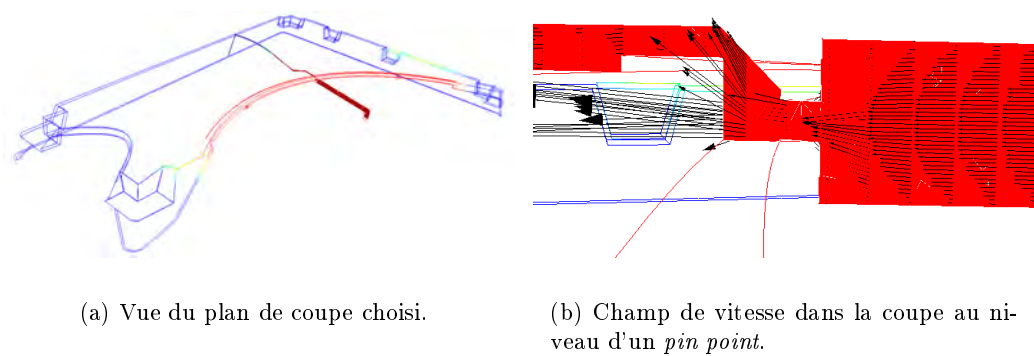 (a) Vue du plan de coupe choisi.
(b) Champ de vitesse dans la coupe au ni-
veau d'un pin point.